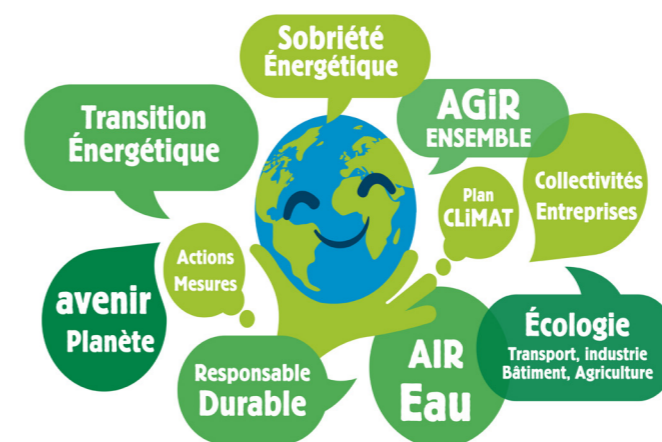 Sobriété
Énergétique
Transition
Énergétique
AGiR
ENSEMBLE
Plan
CLiMAT
Collectivités
Entreprises
Actions
Mesures
avenir
Planète
Responsable
Durable
AIR
Eau
Écologie
Transport, industrie
Bâtiment, Agriculture